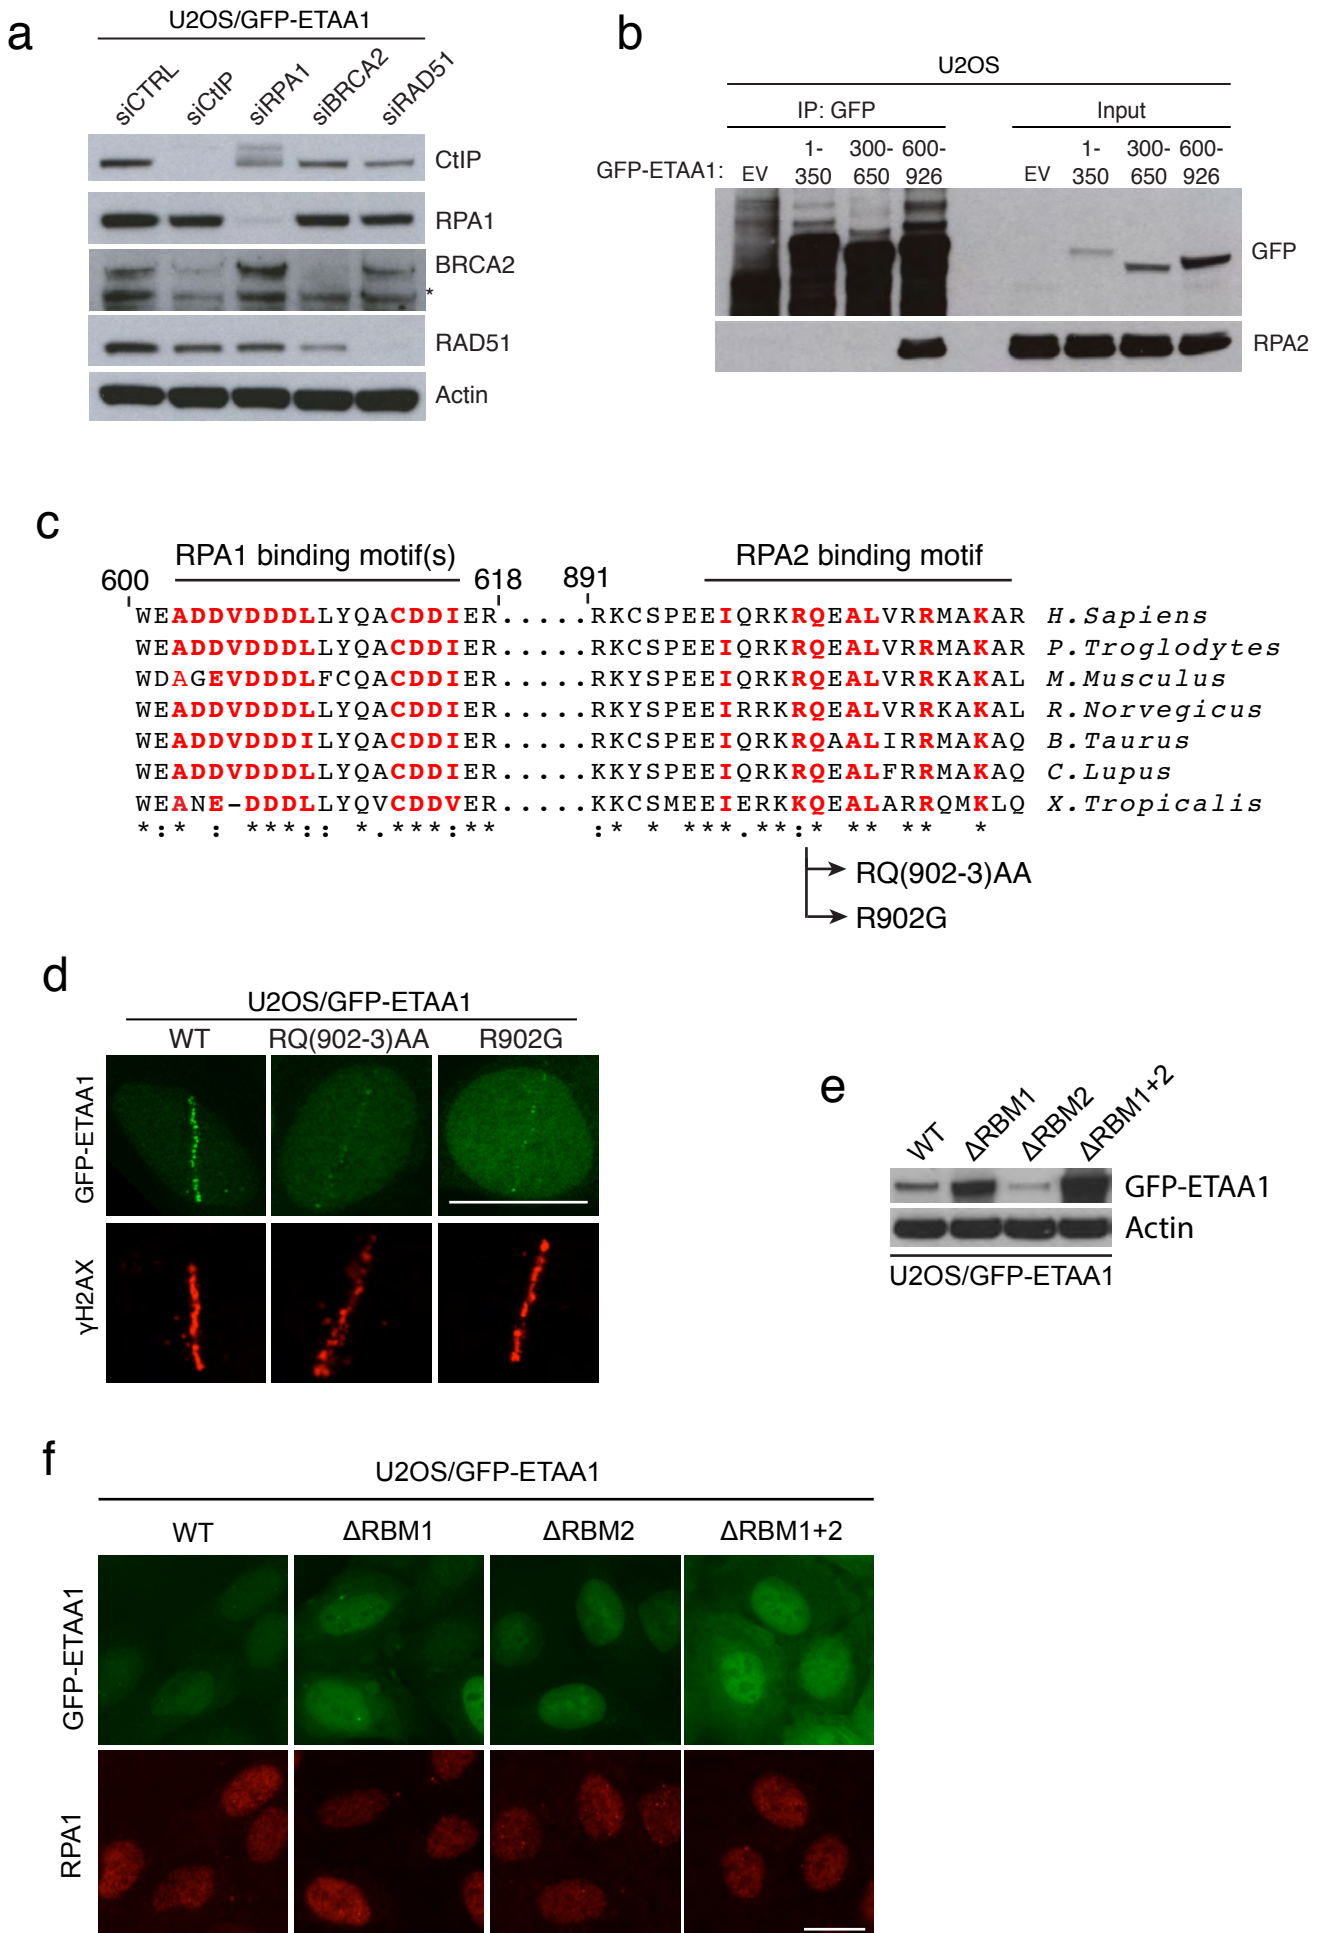 a
U2OS/GFP-ETAA1
siCTRL siCtIP siRPA1 siBRCA2 siRAD51
CtIP
RPA1
BRCA2
*
RAD51
Actin
b
U2OS
IP: GFP Input
1- 300- 600- 1- 300- 600-
GFP-ETAA1: EV 350 650 926 EV 350 650 926
GFP
RPA2
c
RPA1 binding motif(s) RPA2 binding motif
600 618 891
WEADDVDDDLLYQACDDIER.....RKCSPEEIQRKRQEALVRRMAKAR H.Sapiens
WEADDVDDDLLYQACDDIER.....RKCSPEEIQRKRQEALVRRMAKAR P.Troglodytes
WDAGEVDDDLFCQACDDIER.....RKYSPEEIQRKRQEALVRRKAKAL M.Musculus
WEADDVDDDLLYQACDDIER.....RKYSPEEIRRKRQEALVRRKAKAL R.Norvegicus
WEADDVDDDILYQACDDIER.....RKCSPEEIQRKRQAALIRRMAKAQ B.Taurus
WEADDVDDDLLYQACDDIER.....KKYSPEEIQRKRQEALFRRMAKAQ C.Lupus
WEANE-DDDLLYQVCDDVER.....KKCSMEEIERKKQEALARRQMKLQ X.Tropicalis
*:* : ***:: *.***:** :* * ***.**:* ** ** *
RQ(902-3)AA
R902G
d
U2OS/GFP-ETAA1
WT RQ(902-3)AA R902G
GFP-ETAA1
γH2AX
e
WT ΔRBM1 ΔRBM2 ΔRBM1+2
GFP-ETAA1
Actin
U2OS/GFP-ETAA1
f
U2OS/GFP-ETAA1
WT ΔRBM1 ΔRBM2 ΔRBM1+2
GFP-ETAA1
RPA1